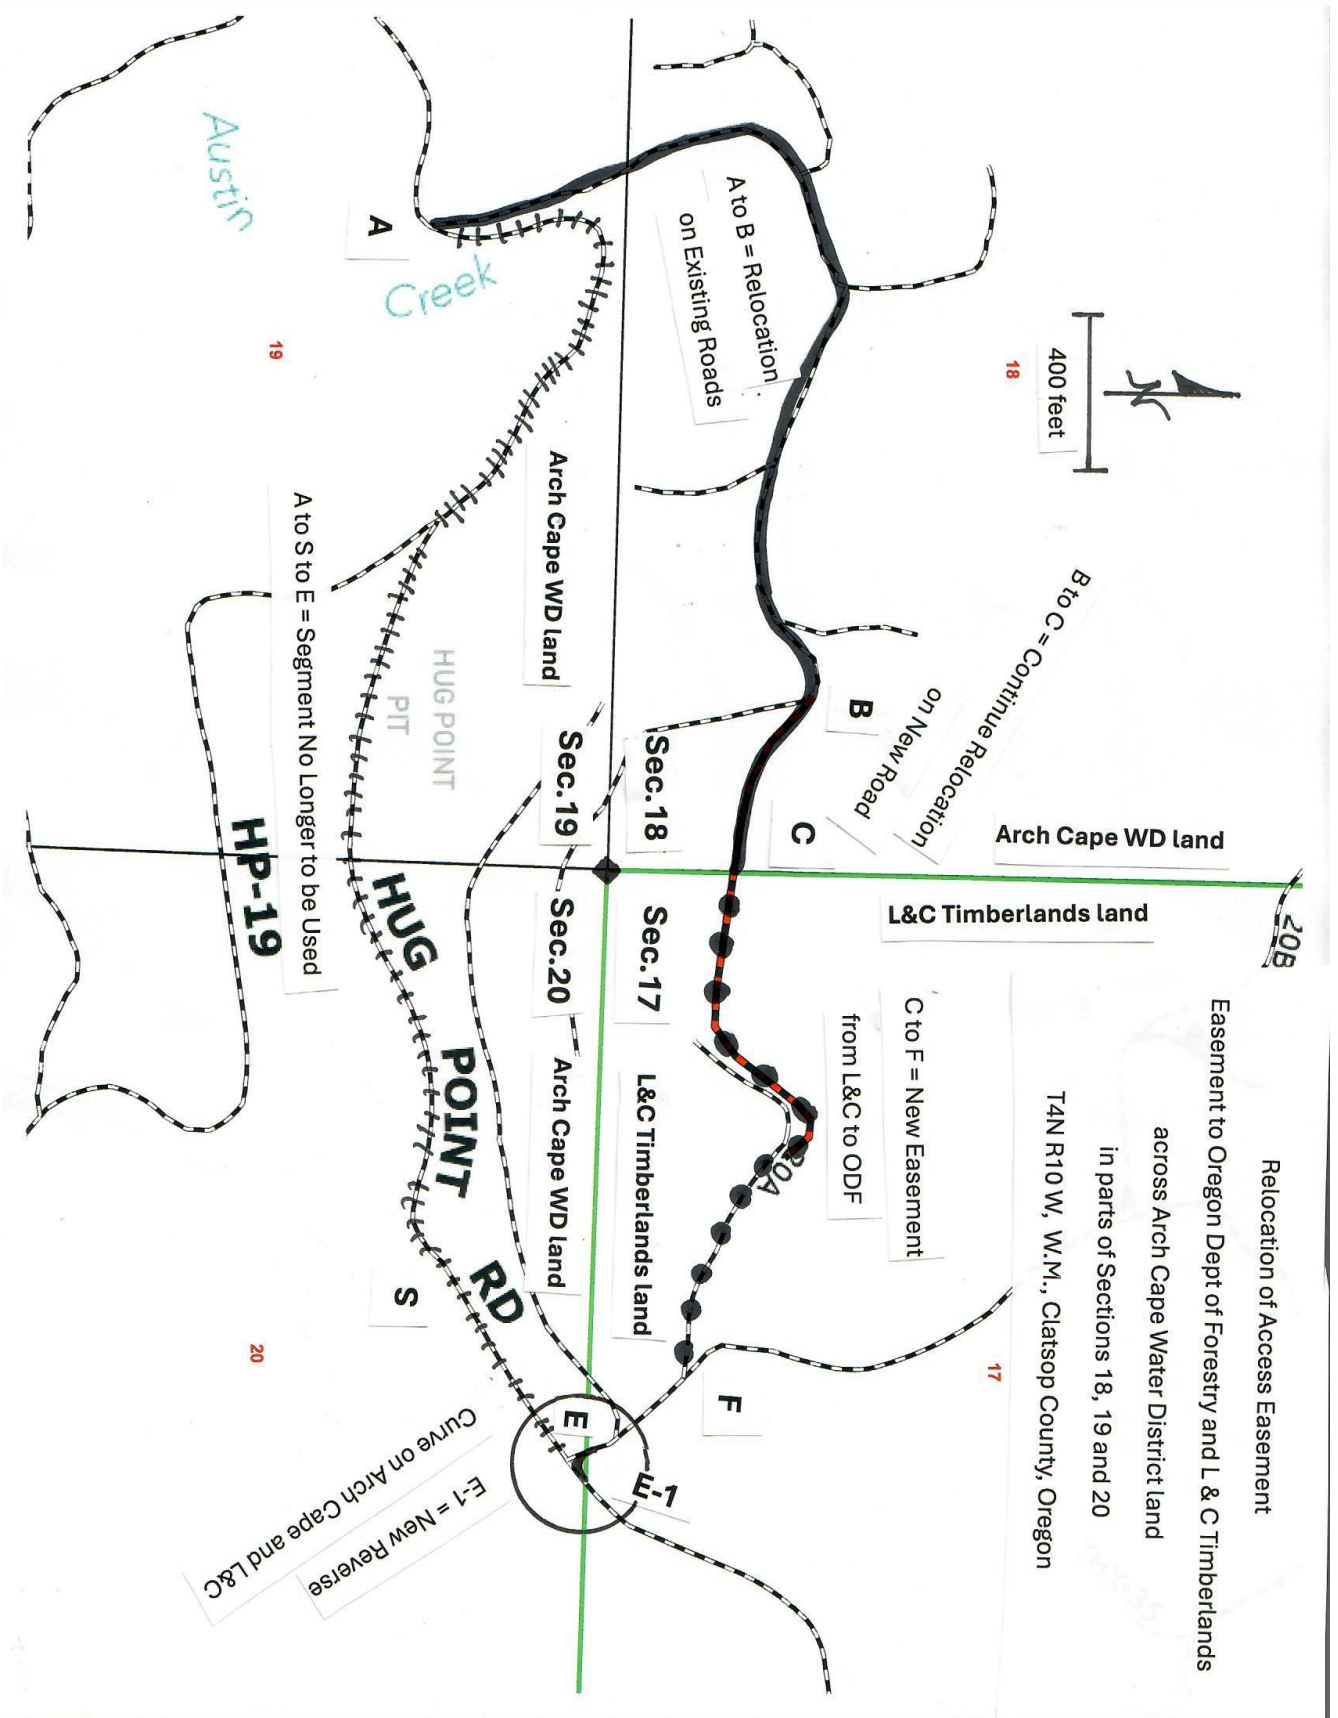 Relocation of Access Easement
Easement to Oregon Dept of Forestry and L & C Timberlands
across Arch Cape Water District land
in parts of Sections 18, 19 and 20
T4N R10 W, W.M., Clatsop County, Oregon
20B
Arch Cape WD land
L&C Timberlands land
N
400 feet
18
17
B to C = Continue Relocation
on New Road
C to F = New Easement
from L&C to ODF
A to B = Relocation
on Existing Roads
B
C
20A
F
Sec.18
Sec.17
L&C Timberlands land
E-1
Arch Cape WD land
Sec.19
Sec.20
Arch Cape WD land
E
HUG POINT
PIT
HUG
POINT
RD
S
E-1 = New Reverse
Curve on Arch Cape and L&C
A
Creek
Austin
A to S to E = Segment No Longer to be Used
HP-19
19
20